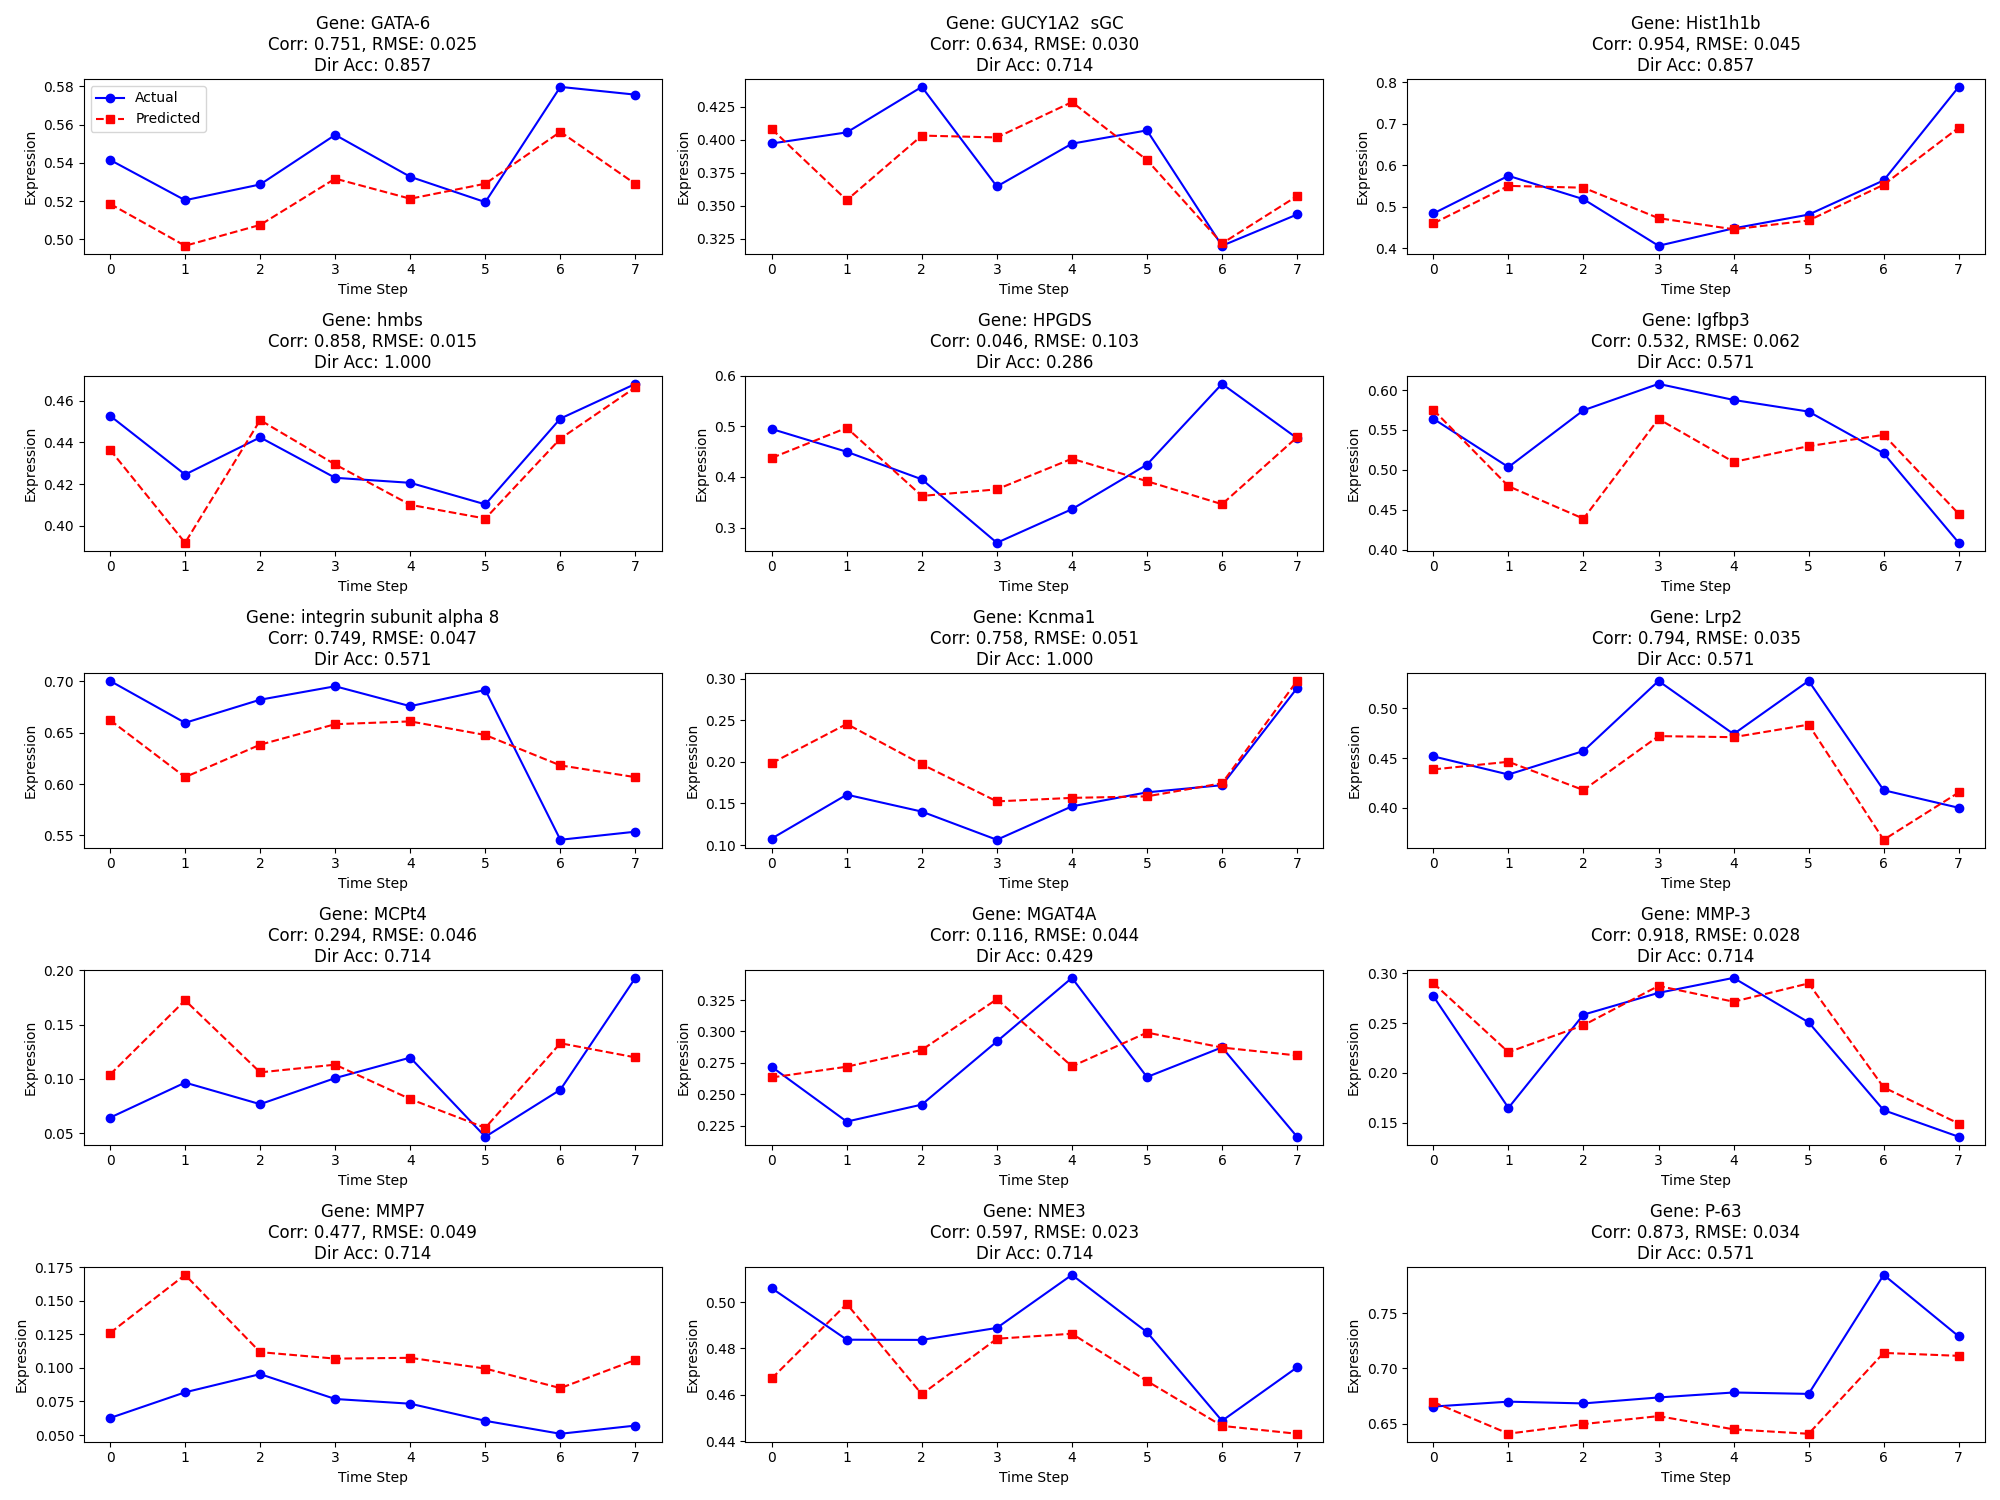 Gene: GATA-6
Corr: 0.751, RMSE: 0.025
Dir Acc: 0.857
Actual
Predicted
0.58
0.56
0.54
0.52
0.50
Expression
0 1 2 3 4 5 6 7
Time Step
Gene: GUCY1A2  sGC
Corr: 0.634, RMSE: 0.030
Dir Acc: 0.714
0.425
0.400
0.375
0.350
0.325
Expression
0 1 2 3 4 5 6 7
Time Step
Gene: Hist1h1b
Corr: 0.954, RMSE: 0.045
Dir Acc: 0.857
0.8
0.7
0.6
0.5
0.4
Expression
0 1 2 3 4 5 6 7
Time Step
Gene: hmbs
Corr: 0.858, RMSE: 0.015
Dir Acc: 1.000
0.46
0.44
0.42
0.40
Expression
0 1 2 3 4 5 6 7
Time Step
Gene: HPGDS
Corr: 0.046, RMSE: 0.103
Dir Acc: 0.286
0.6
0.5
0.4
0.3
Expression
0 1 2 3 4 5 6 7
Time Step
Gene: Igfbp3
Corr: 0.532, RMSE: 0.062
Dir Acc: 0.571
0.60
0.55
0.50
0.45
0.40
Expression
0 1 2 3 4 5 6 7
Time Step
Gene: integrin subunit alpha 8
Corr: 0.749, RMSE: 0.047
Dir Acc: 0.571
0.70
0.65
0.60
0.55
Expression
0 1 2 3 4 5 6 7
Time Step
Gene: Kcnma1
Corr: 0.758, RMSE: 0.051
Dir Acc: 1.000
0.30
0.25
0.20
0.15
0.10
Expression
0 1 2 3 4 5 6 7
Time Step
Gene: Lrp2
Corr: 0.794, RMSE: 0.035
Dir Acc: 0.571
0.50
0.45
0.40
Expression
0 1 2 3 4 5 6 7
Time Step
Gene: MCPt4
Corr: 0.294, RMSE: 0.046
Dir Acc: 0.714
0.20
0.15
0.10
0.05
Expression
0 1 2 3 4 5 6 7
Time Step
Gene: MGAT4A
Corr: 0.116, RMSE: 0.044
Dir Acc: 0.429
0.325
0.300
0.275
0.250
0.225
Expression
0 1 2 3 4 5 6 7
Time Step
Gene: MMP-3
Corr: 0.918, RMSE: 0.028
Dir Acc: 0.714
0.30
0.25
0.20
0.15
Expression
0 1 2 3 4 5 6 7
Time Step
Gene: MMP7
Corr: 0.477, RMSE: 0.049
Dir Acc: 0.714
0.175
0.150
0.125
0.100
0.075
0.050
Expression
0 1 2 3 4 5 6 7
Time Step
Gene: NME3
Corr: 0.597, RMSE: 0.023
Dir Acc: 0.714
0.50
0.48
0.46
0.44
Expression
0 1 2 3 4 5 6 7
Time Step
Gene: P-63
Corr: 0.873, RMSE: 0.034
Dir Acc: 0.571
0.75
0.70
0.65
Expression
0 1 2 3 4 5 6 7
Time Step